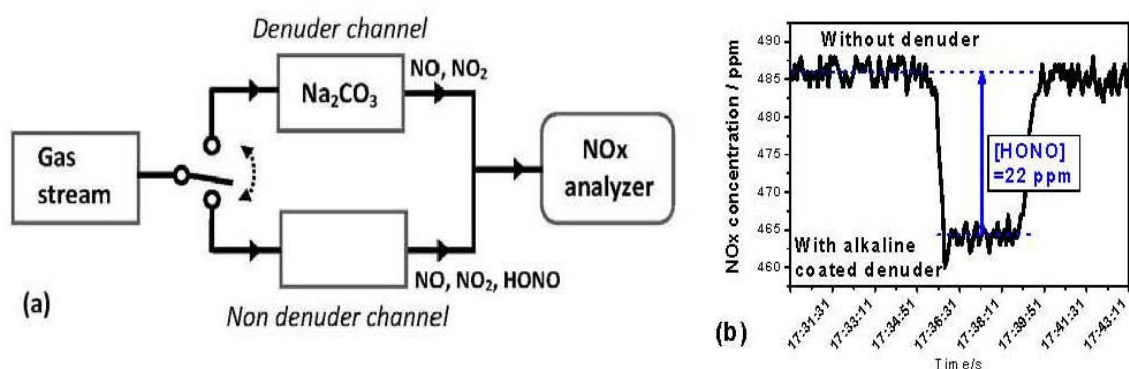 (a)
Denuder channel
Na₂CO₃
NO, NO₂
Gas
stream
NOx
analyzer
NO, NO₂, HONO
Non denuder channel
(b)
NOx concentration / ppm
490
485
480
475
470
465
460
Without denuder
[HONO]
=22 ppm
With alkaline
coated denuder
17:31:31
17:33:11
17:34:51
17:36:31
17:38:11
17:39:51
17:41:31
17:43:11
Time/s